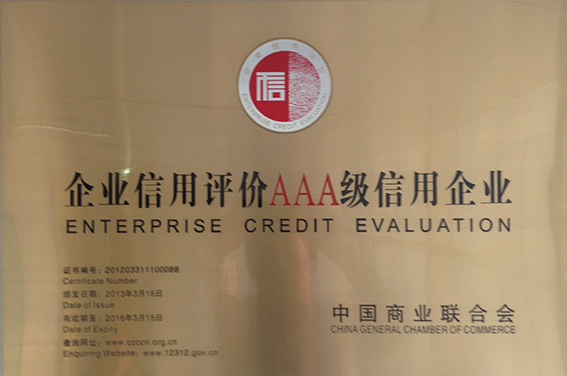 信
ENTERPRISE CREDIT EVALUATION
企业信用评价AAA级信用企业
ENTERPRISE CREDIT EVALUATION
证书编号：201203311100088
Certificate Number
颁发日期：2013年3月16日
Date of Issue
有效期至：2016年3月15日
Date of Expiry
查询网址：www.ccccn.org.cn
Enquiring Website：www.12312.gov.cn
中国商业联合会
CHINA GENERAL CHAMBER OF COMMERCE